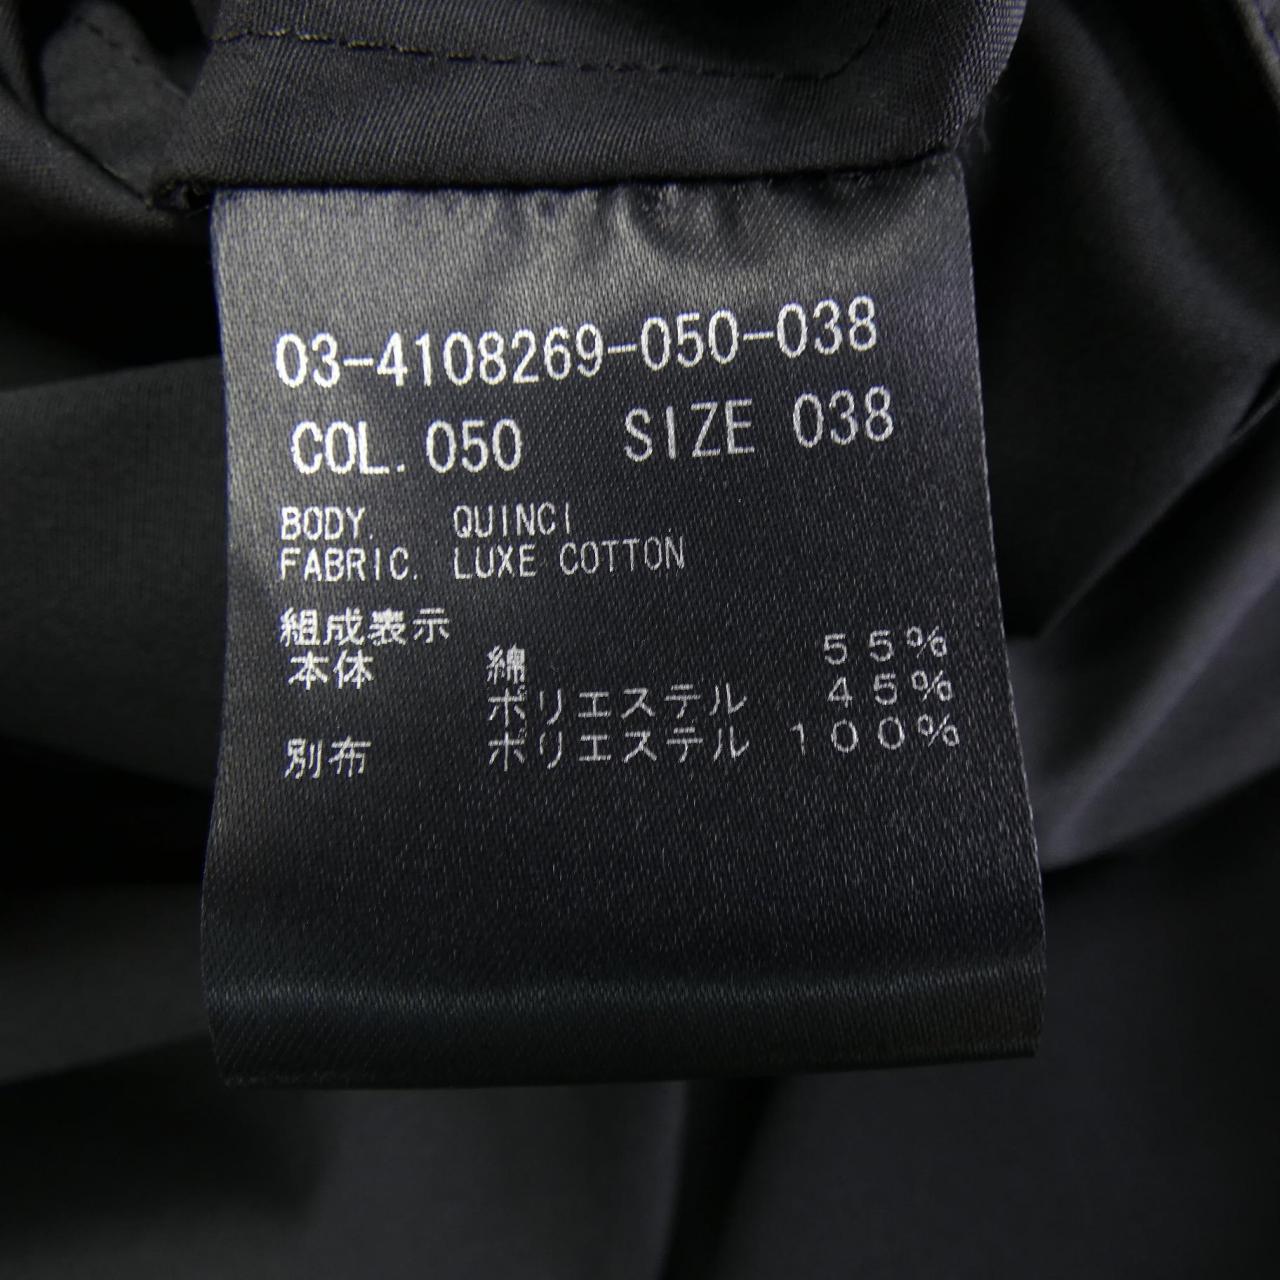 03-4108269-050-038
COL. 050 SIZE 038
BODY. QUINCI
FABRIC. LUXE COTTON
組成表示
本体 綿 55%
ポリエステル 45%
別布 ポリエステル 100%